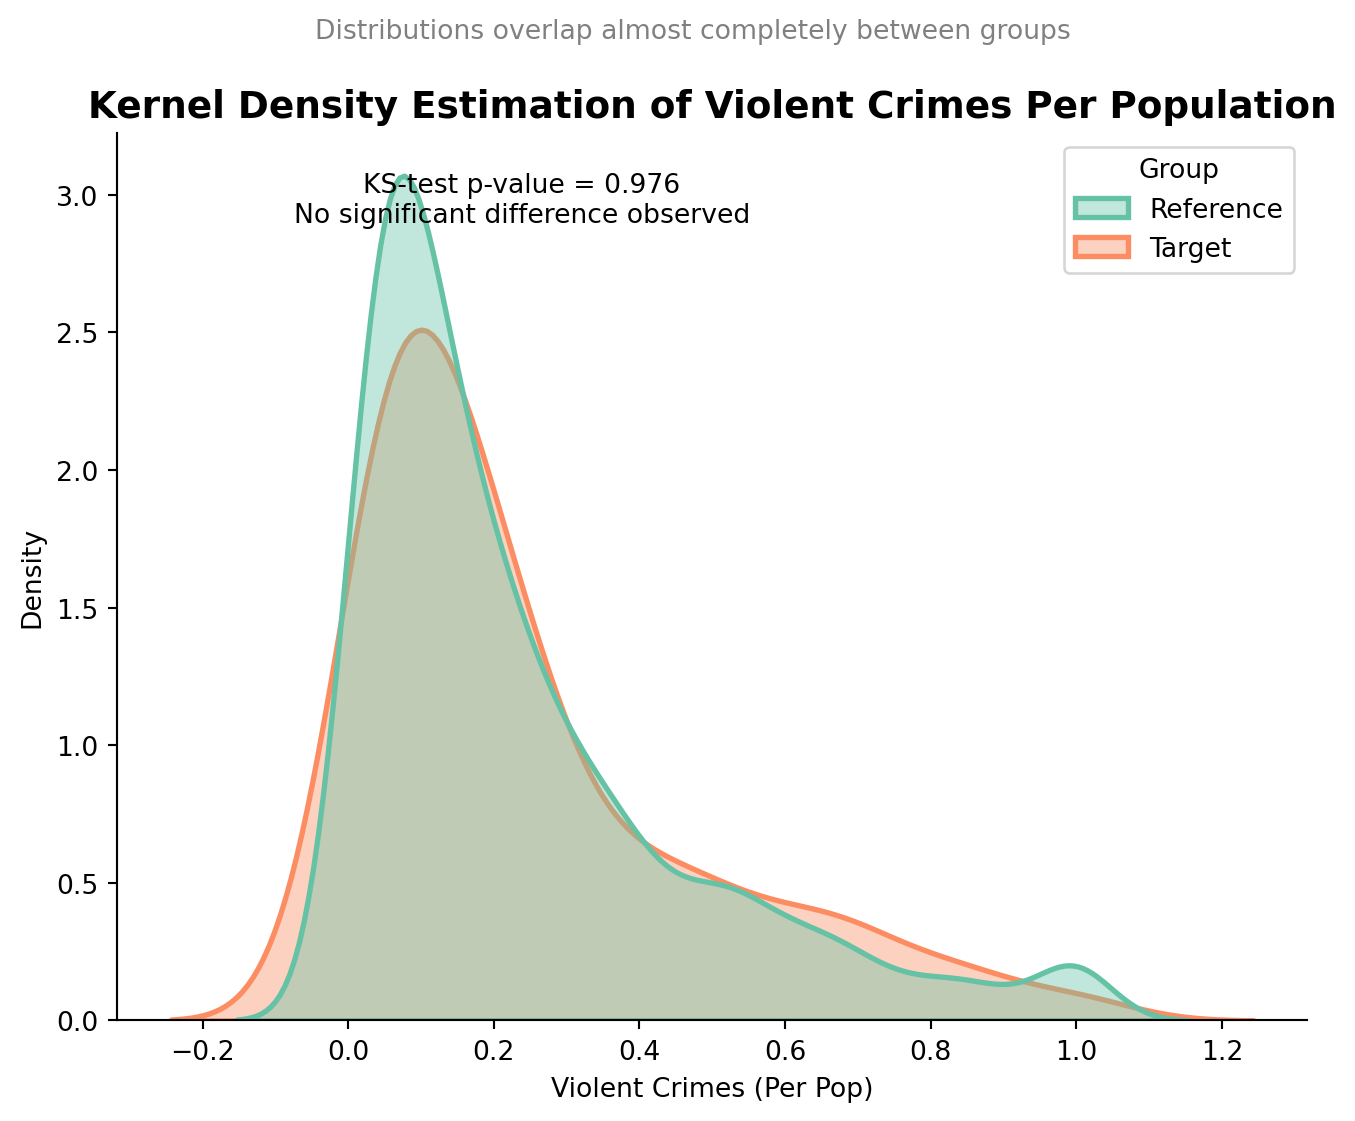 Distributions overlap almost completely between groups
Kernel Density Estimation of Violent Crimes Per Population
KS-test p-value = 0.976
No significant difference observed
Group
Reference
Target
3.0
2.5
2.0
1.5
1.0
0.5
0.0
Density
−0.2
0.0
0.2
0.4
0.6
0.8
1.0
1.2
Violent Crimes (Per Pop)